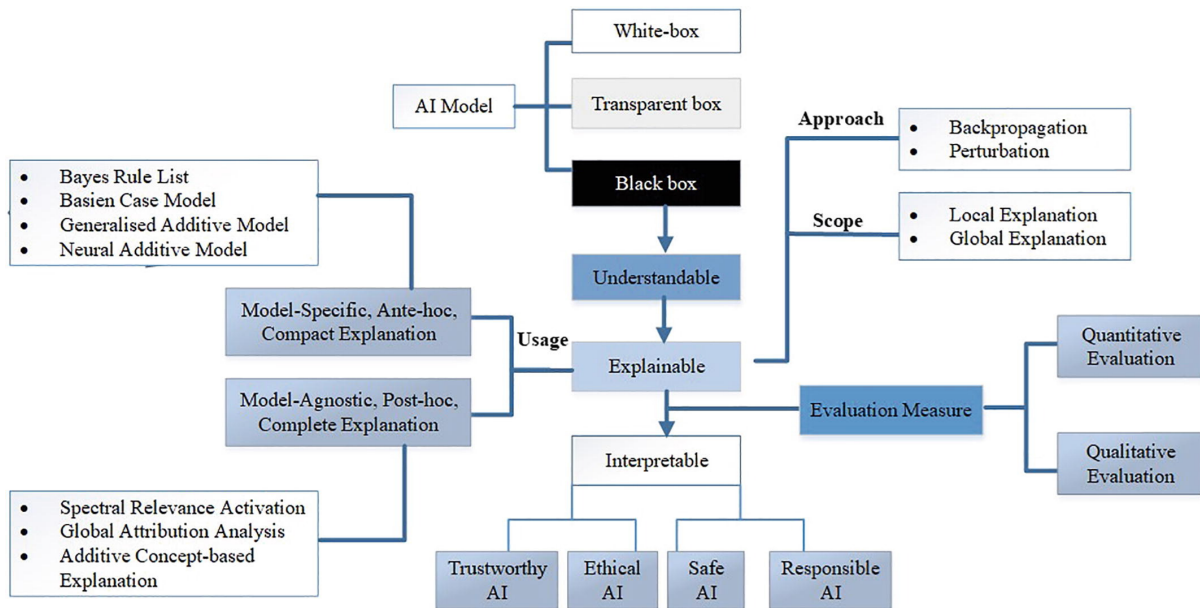 White-box
AI Model
Transparent box
Black box
Approach
• Backpropagation
• Perturbation
Scope
• Local Explanation
• Global Explanation
• Bayes Rule List
• Basien Case Model
• Generalised Additive Model
• Neural Additive Model
Understandable
Model-Specific, Ante-hoc,
Compact Explanation
Usage
Explainable
Model-Agnostic, Post-hoc,
Complete Explanation
Quantitative
Evaluation
Evaluation Measure
Qualitative
Evaluation
Interpretable
• Spectral Relevance Activation
• Global Attribution Analysis
• Additive Concept-based
Explanation
Trustworthy
AI
Ethical
AI
Safe
AI
Responsible
AI